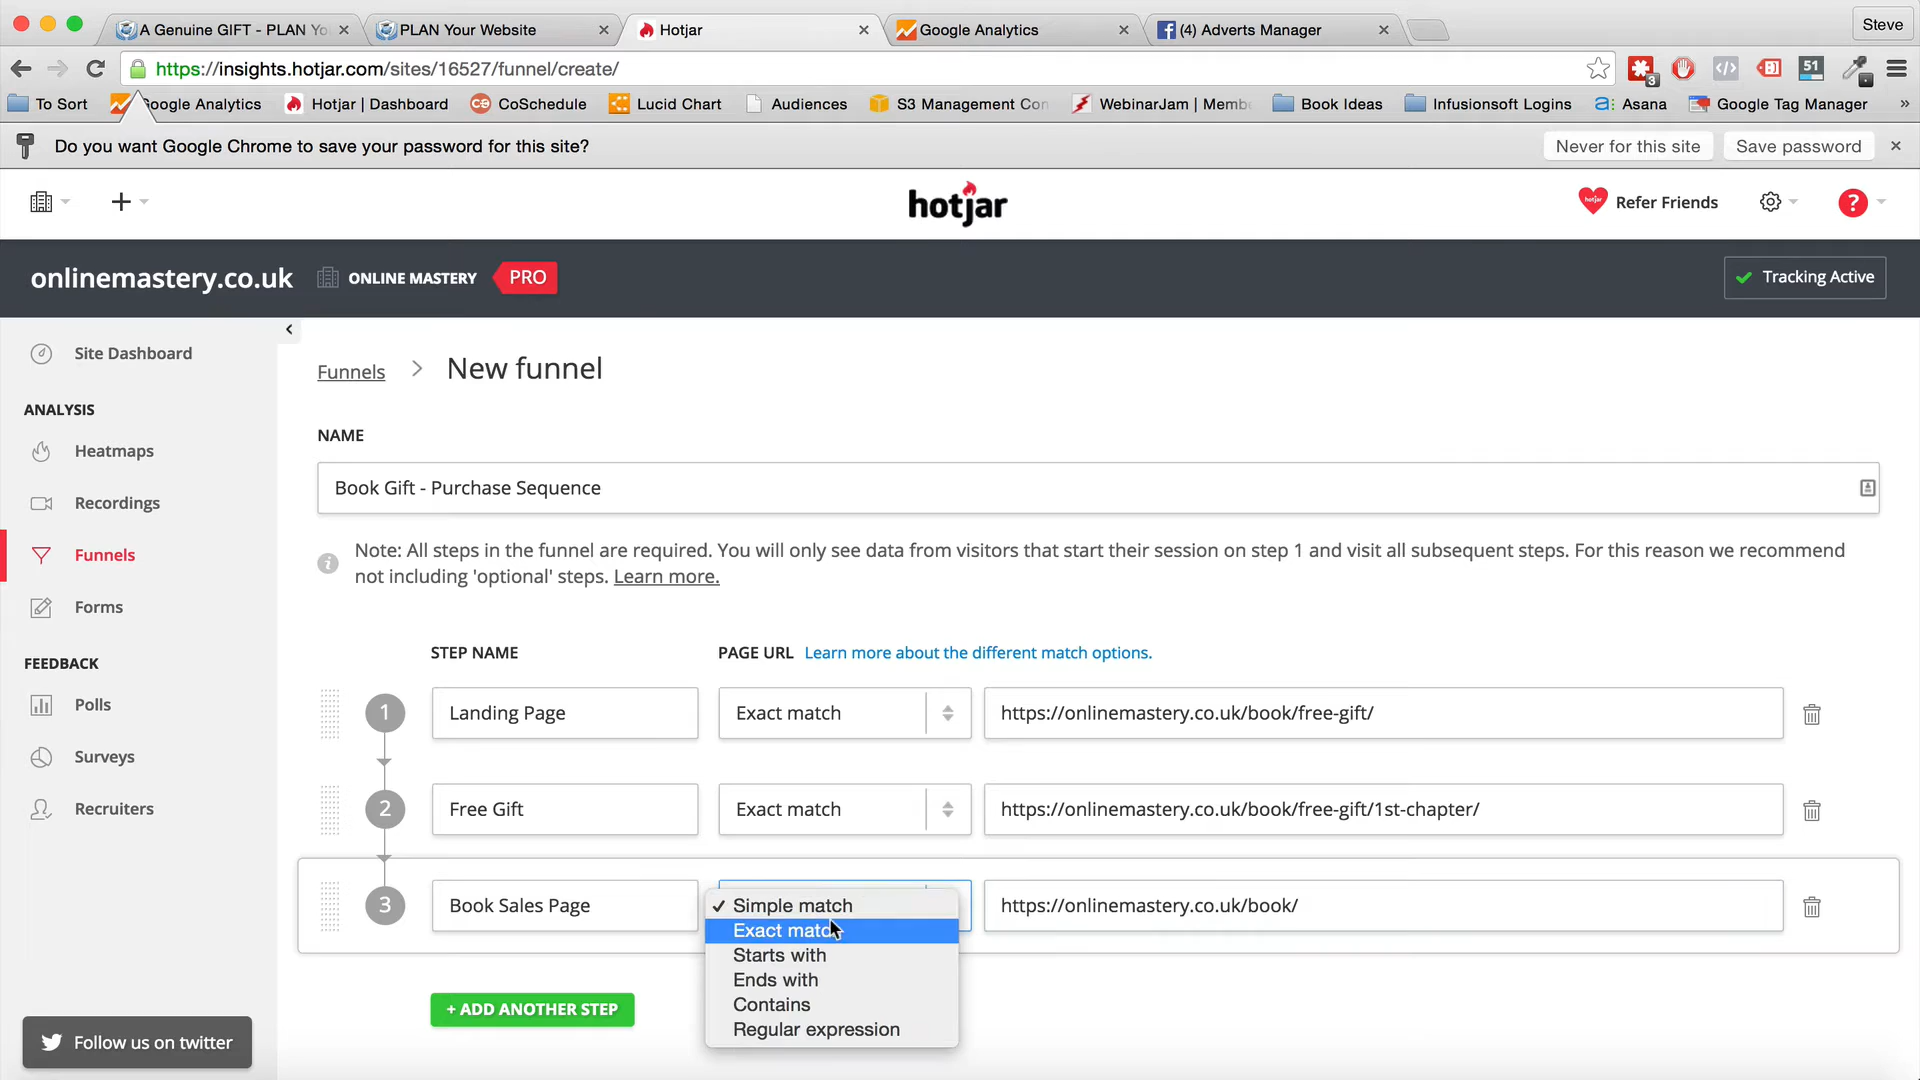 A Genuine GIFT - PLAN Yo
PLAN Your Website
Hotjar
Google Analytics
(4) Adverts Manager
Steve
https://insights.hotjar.com/sites/16527/funnel/create/
3
51
To Sort
Google Analytics
Hotjar | Dashboard
CoSchedule
Lucid Chart
Audiences
S3 Management Con
WebinarJam | Membe
Book Ideas
Infusionsoft Logins
Asana
Google Tag Manager
»
Do you want Google Chrome to save your password for this site?
Never for this site
Save password
hotjar
Refer Friends
?
onlinemastery.co.uk
ONLINE MASTERY
PRO
Tracking Active
Site Dashboard
ANALYSIS
Heatmaps
Recordings
Funnels
Forms
FEEDBACK
Polls
Surveys
Recruiters
Follow us on twitter
Funnels > New funnel
NAME
Book Gift - Purchase Sequence
Note: All steps in the funnel are required. You will only see data from visitors that start their session on step 1 and visit all subsequent steps. For this reason we recommend
not including 'optional' steps. Learn more.
STEP NAME
PAGE URL Learn more about the different match options.
1 Landing Page Exact match https://onlinemastery.co.uk/book/free-gift/
2 Free Gift Exact match https://onlinemastery.co.uk/book/free-gift/1st-chapter/
3 Book Sales Page ✓ Simple match https://onlinemastery.co.uk/book/
Exact match
Starts with
Ends with
Contains
Regular expression
+ ADD ANOTHER STEP